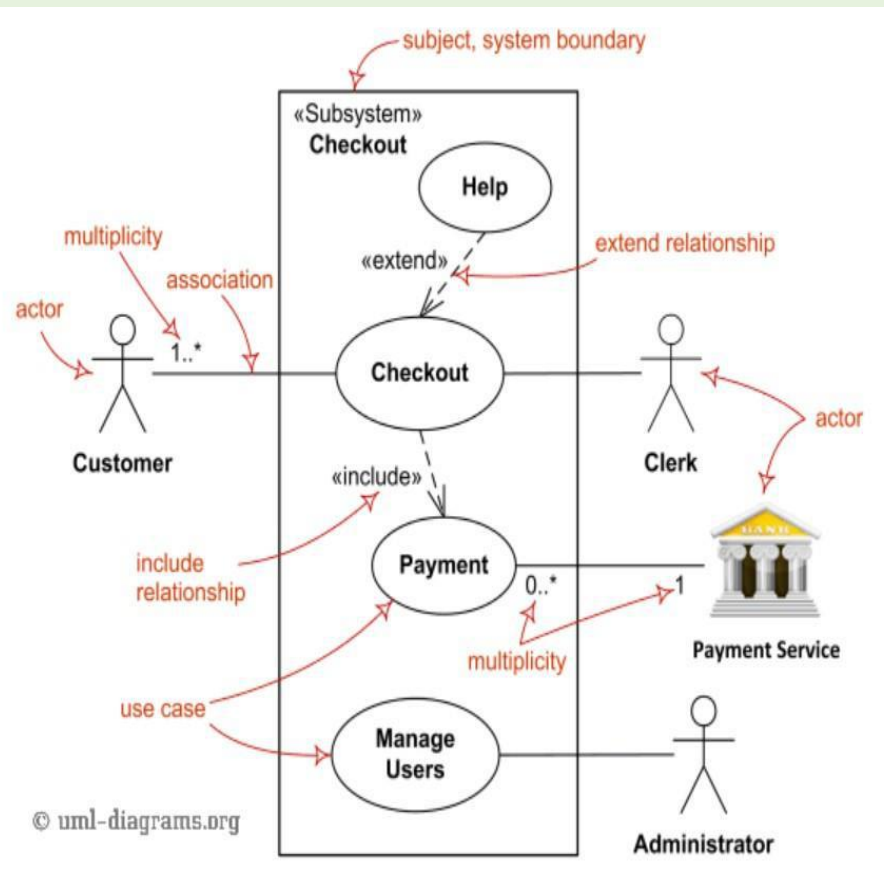 subject, system boundary
«Subsystem»
Checkout
Help
multiplicity
«extend»
extend relationship
association
actor
1..*
Checkout
actor
Customer
Clerk
«include»
BANK
include
relationship
Payment
0..*
1
multiplicity
Payment Service
use case
Manage
Users
© uml-diagrams.org
Administrator